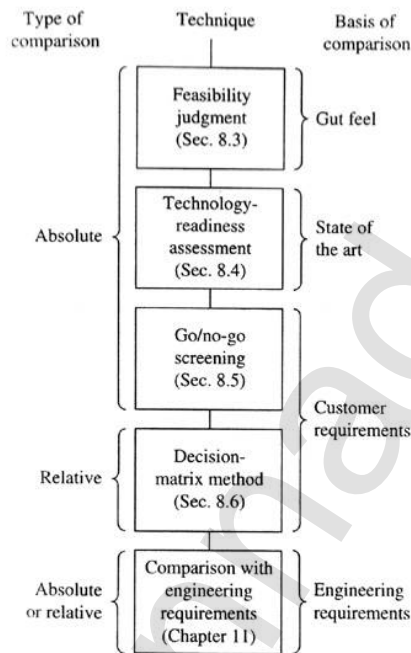 Type of
comparison
Technique
Basis of
comparison
Feasibility
judgment
(Sec. 8.3)
Gut feel
Technology-
readiness
assessment
(Sec. 8.4)
State of
the art
Absolute
Go/no-go
screening
(Sec. 8.5)
Customer
requirements
Relative
Decision-
matrix method
(Sec. 8.6)
Absolute
or relative
Comparison with
engineering
requirements
(Chapter 11)
Engineering
requirements